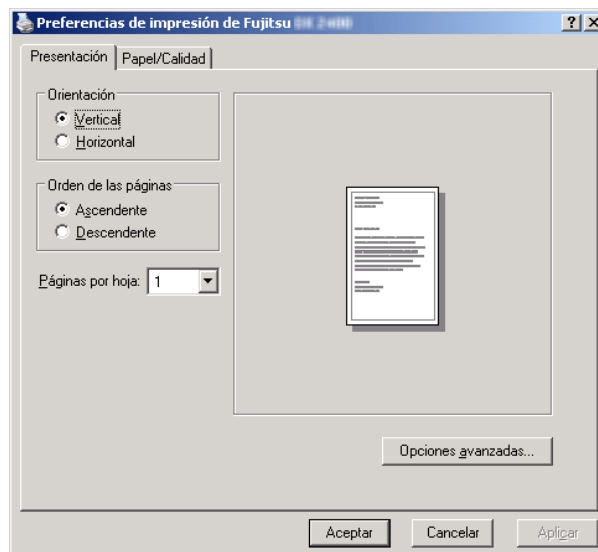 Preferencias de impresión de Fujitsu
Presentación
Papel/Calidad
Orientación
Vertical
Horizontal
Orden de las páginas
Ascendente
Descendente
Páginas por hoja: 1
Opciones avanzadas...
Aceptar Cancelar Aplicar